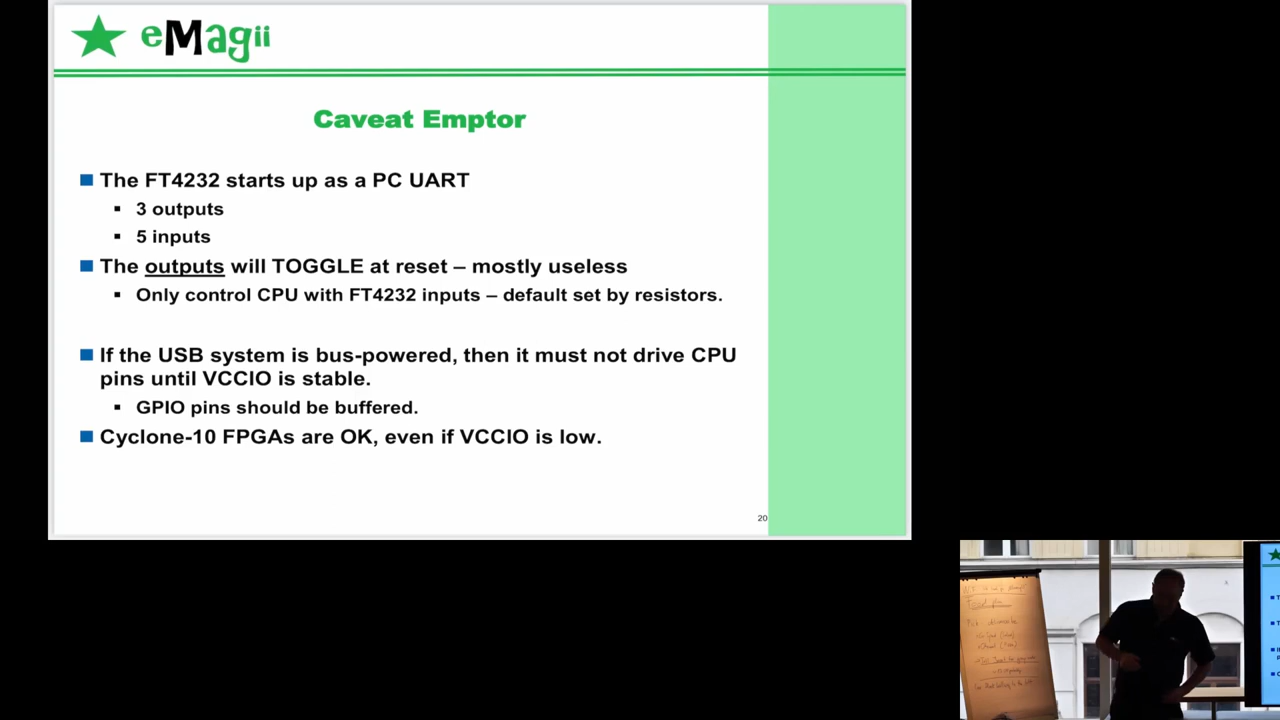 eMagii
Caveat Emptor
The FT4232 starts up as a PC UART
3 outputs
5 inputs
The outputs will TOGGLE at reset – mostly useless
Only control CPU with FT4232 inputs – default set by resistors.
If the USB system is bus-powered, then it must not drive CPU
pins until VCCIO is stable.
GPIO pins should be buffered.
Cyclone-10 FPGAs are OK, even if VCCIO is low.
20